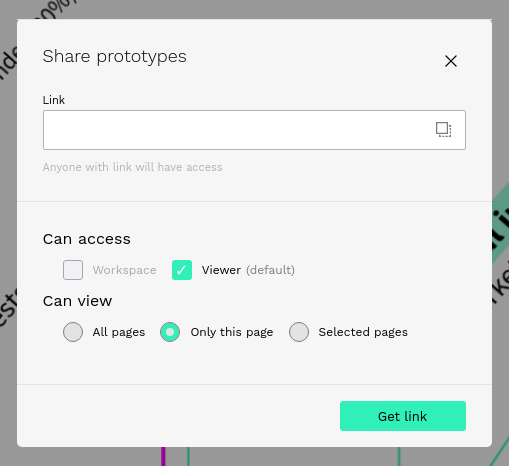 Share prototypes
Link
Anyone with link will have access
Can access
Workspace
Viewer (default)
Can view
All pages
Only this page
Selected pages
Get link